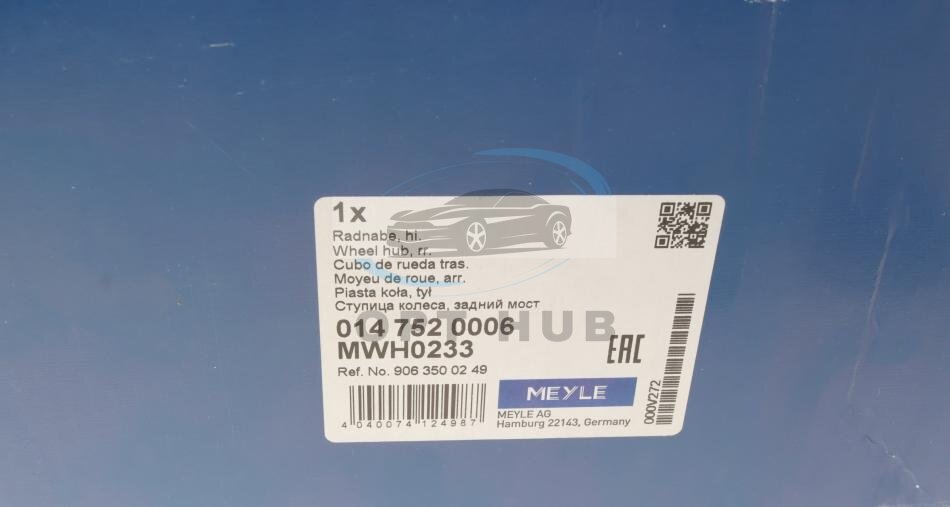 1x
Radnabe, hi.
Wheel hub, rr.
Cubo de rueda tras.
Moyeu de roue, arr.
Piasta koła, tył
Ступица колеса, задний мост
OPT HUB
014 752 0006
MWH0233
EAC
Ref. No. 906 350 02 49
MEYLE
MEYLE AG
Hamburg 22143, Germany
4 040074 124987
000V272